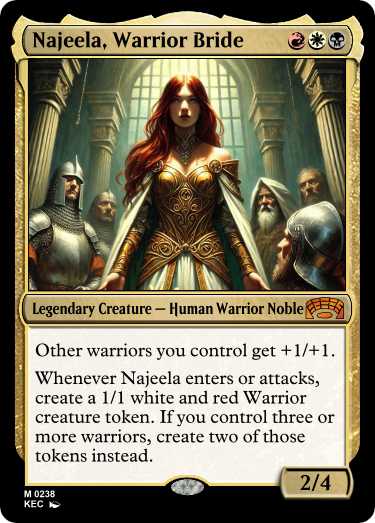 Najeela, Warrior Bride
Legendary Creature — Human Warrior Noble
Other warriors you control get +1/+1.
Whenever Najeela enters or attacks,
create a 1/1 white and red Warrior
creature token. If you control three or
more warriors, create two of those
tokens instead.
2/4
M 0238
KEC